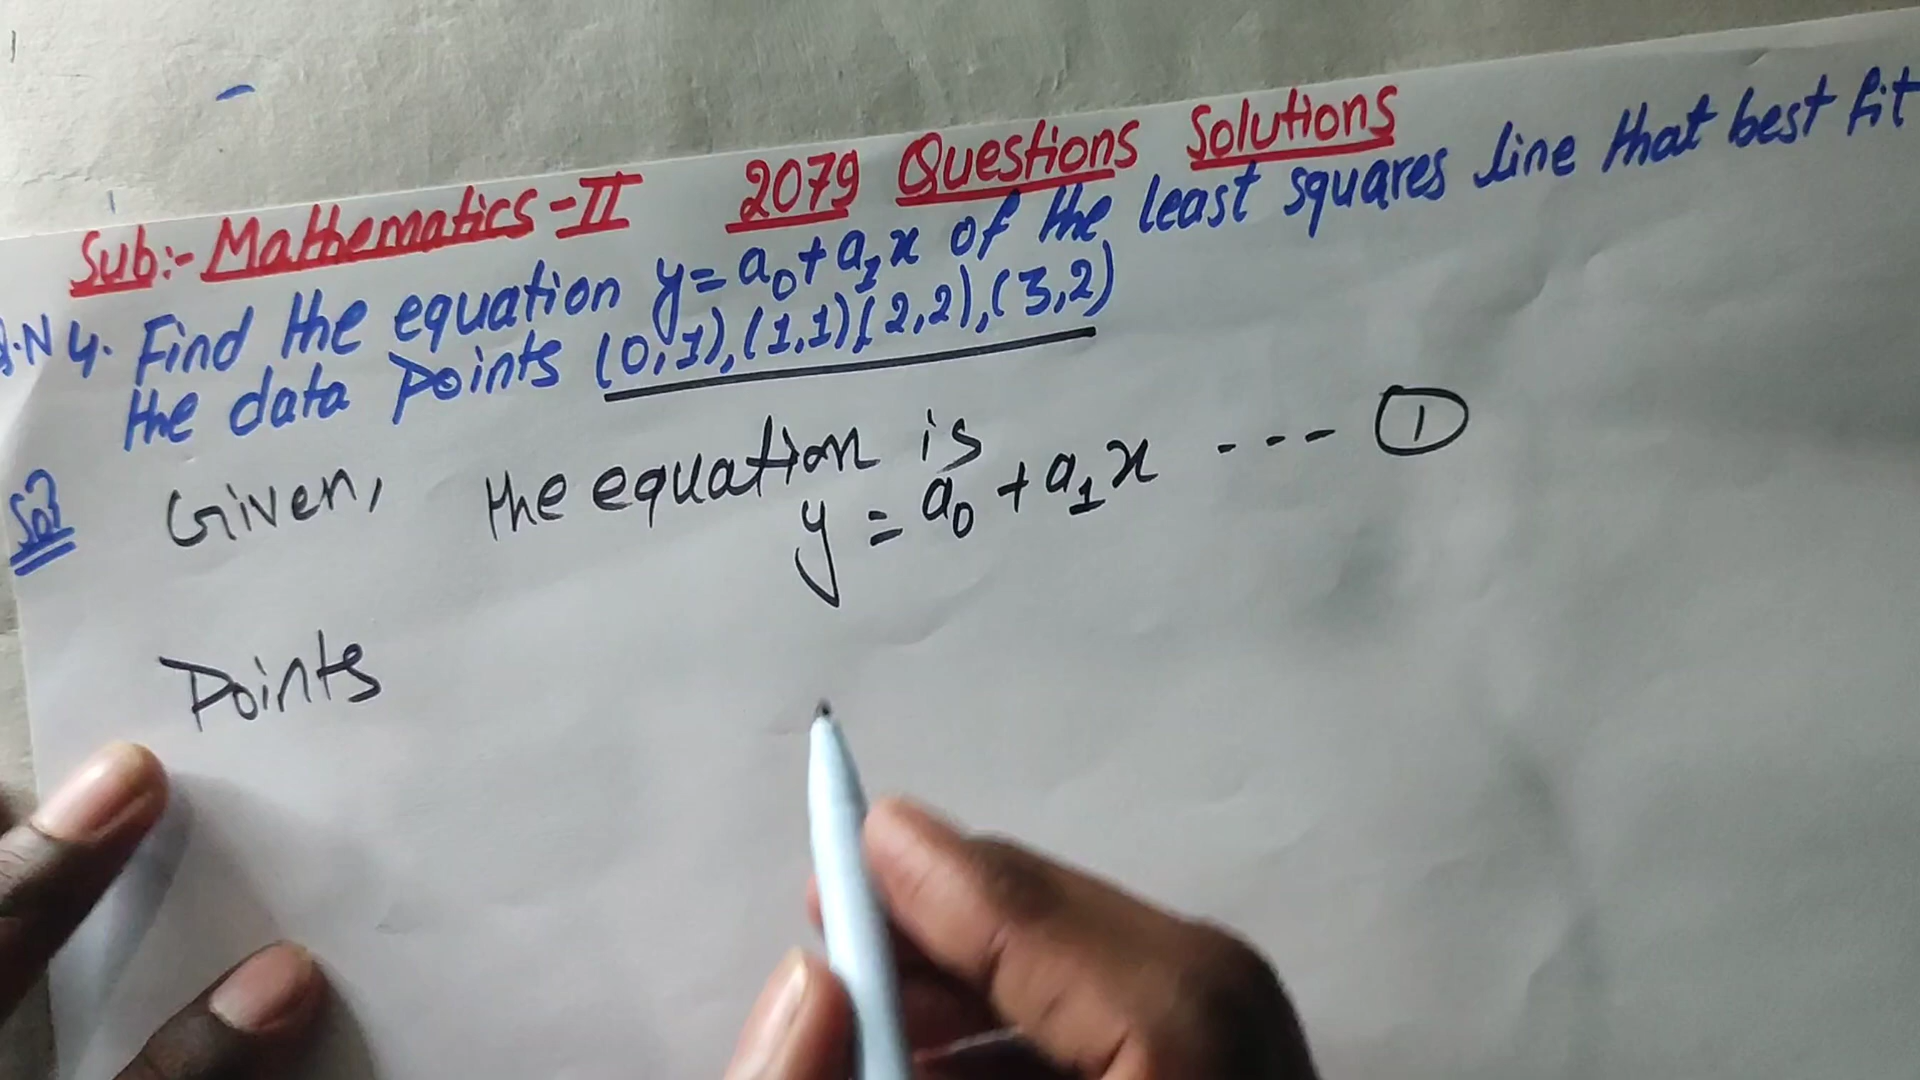 Sub:- Mathematics-II 2079 Questions Solutions
Q.N 4. Find the equation y=a₀+a₁x of the least squares line that best fit
the data points (0,1),(1,1),(2,2),(3,2)
Solⁿ Given, the equation is
y = a₀ + a₁x ---- ①
Points